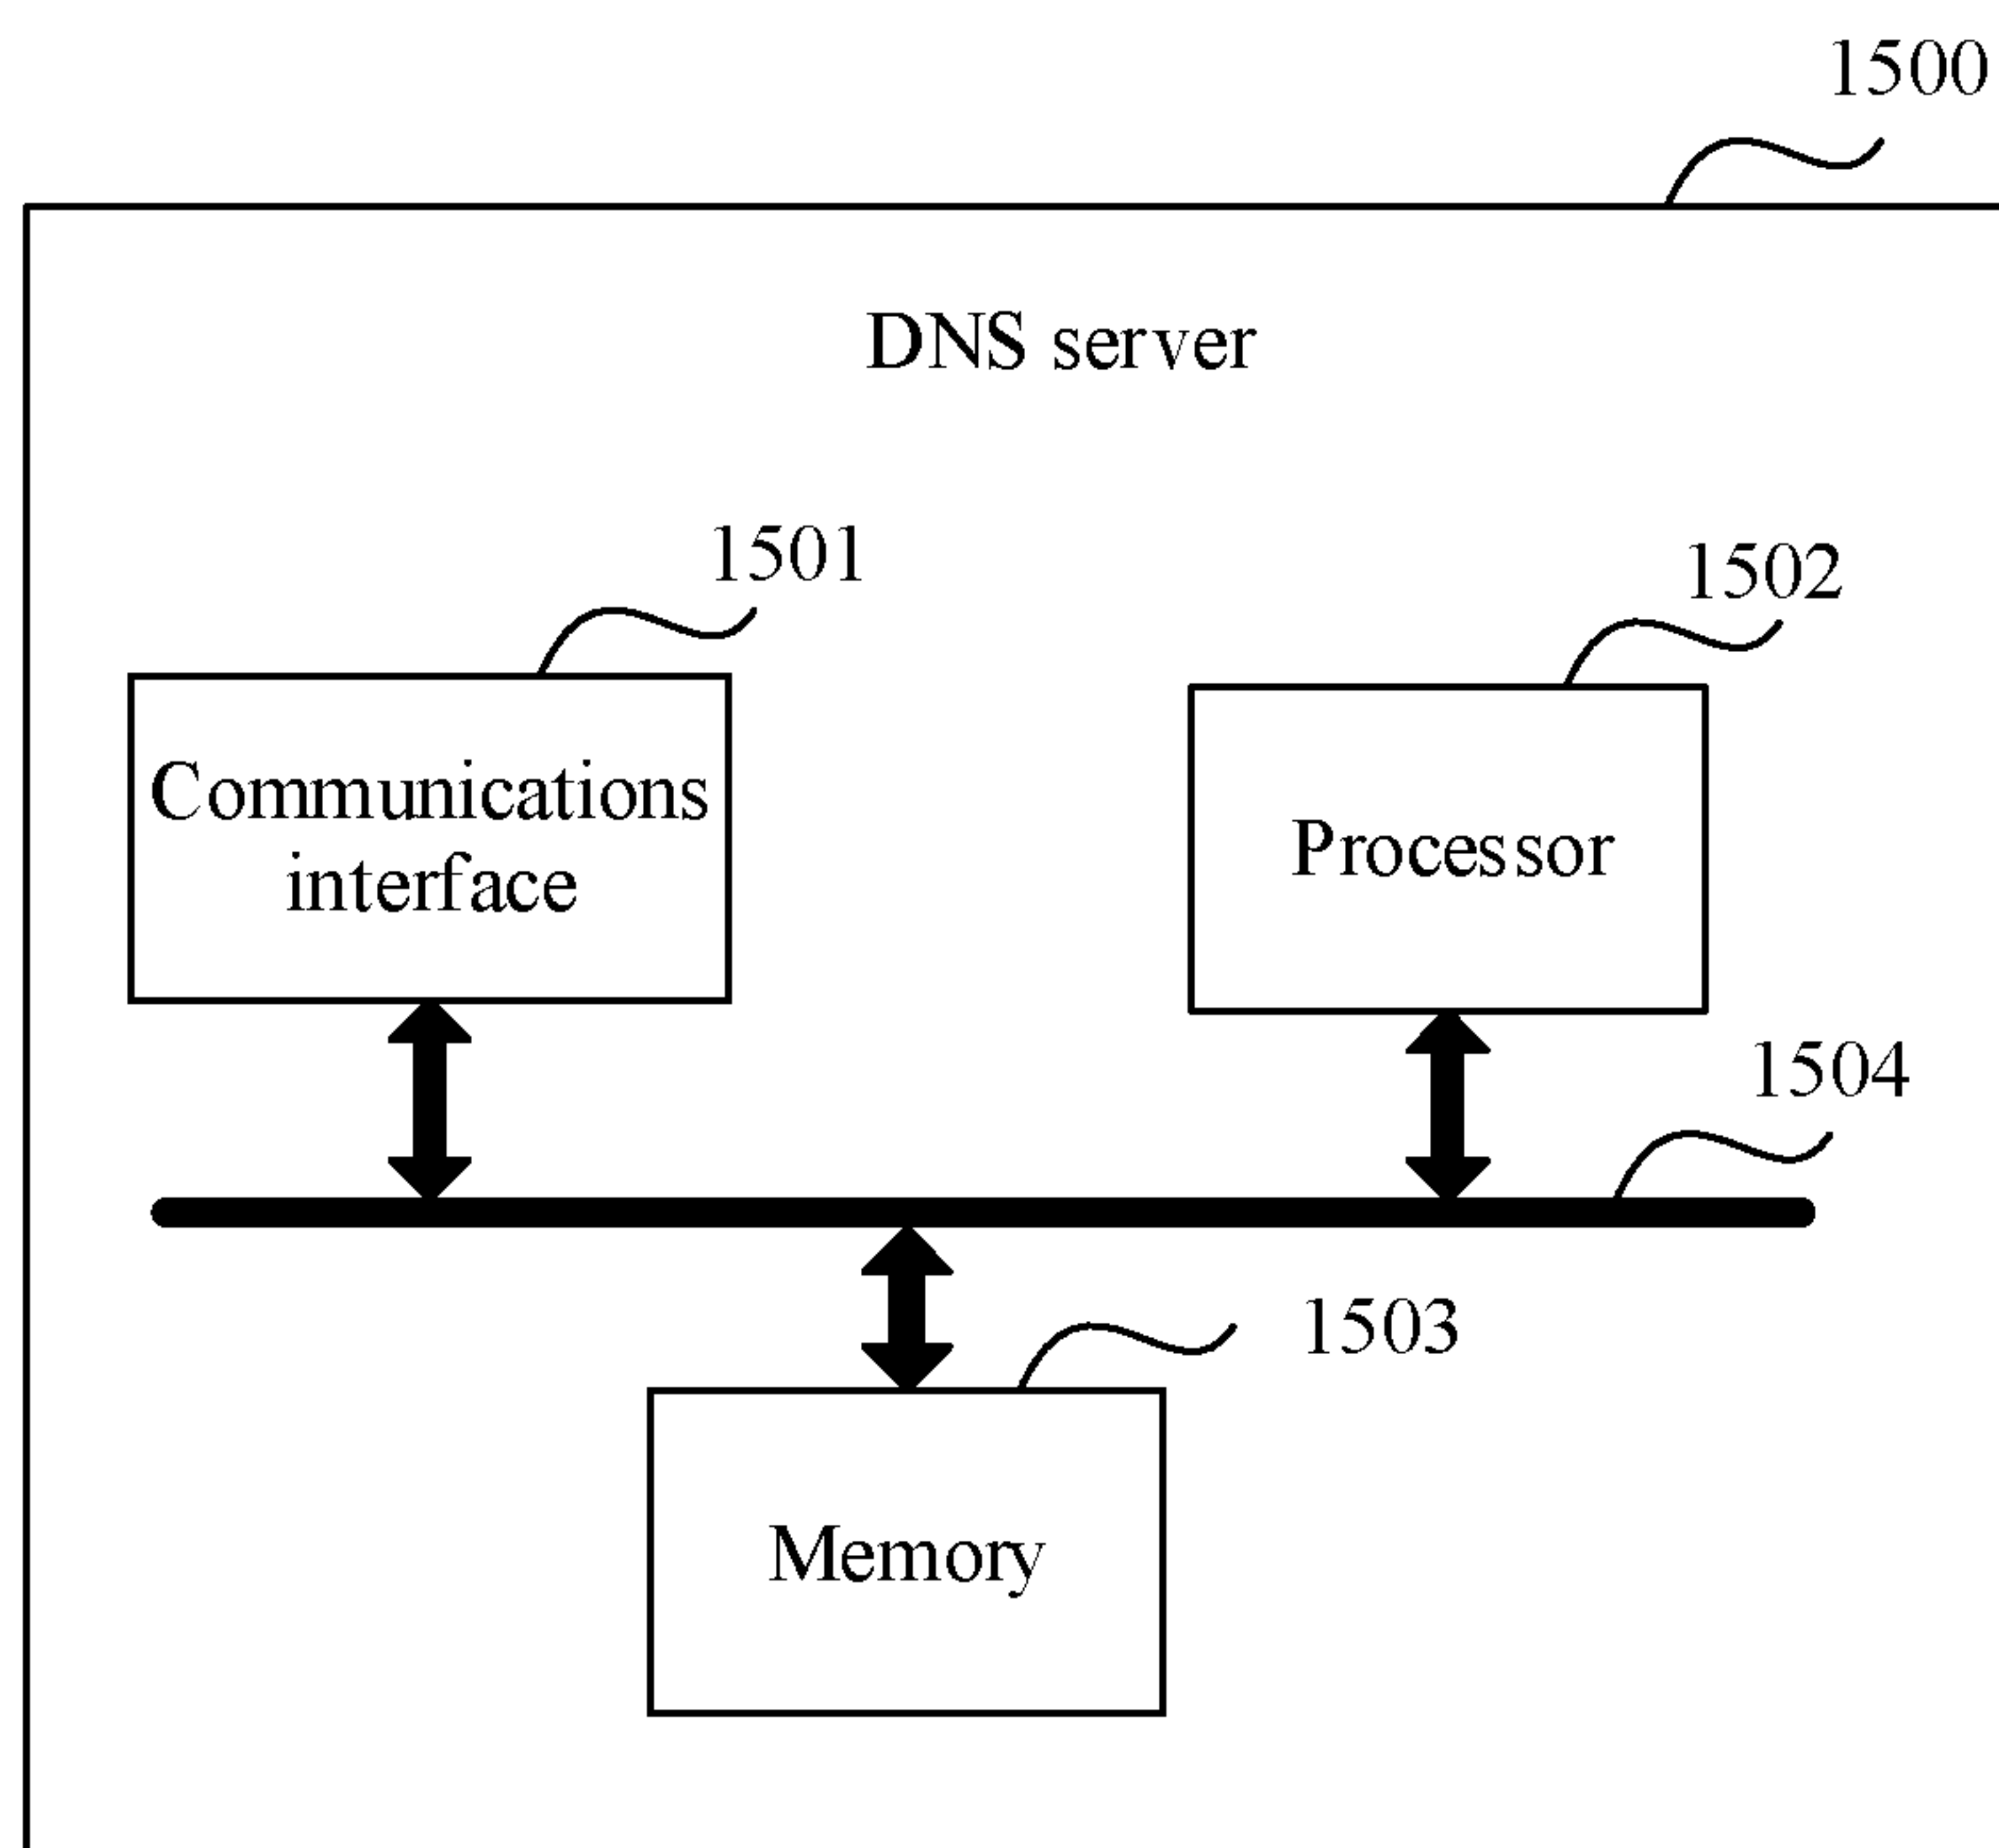 1500
DNS server
1501
1502
Communications
interface
Processor
1504
1503
Memory